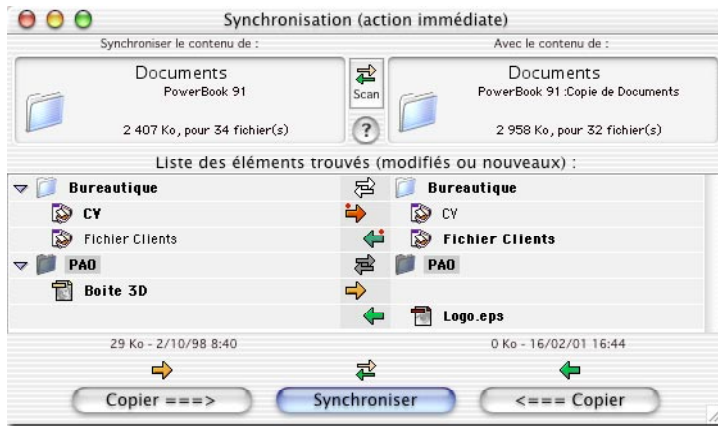 Synchronisation (action immédiate)
Synchroniser le contenu de :
Avec le contenu de :
Documents
PowerBook 91
2 407 Ko, pour 34 fichier(s)
Scan
?
Documents
PowerBook 91 :Copie de Documents
2 958 Ko, pour 32 fichier(s)
Liste des éléments trouvés (modifiés ou nouveaux) :
Bureautique Bureautique
CV CV
Fichier Clients Fichier Clients
PAO PAO
Boite 3D
Logo.eps
29 Ko - 2/10/98 8:40 0 Ko - 16/02/01 16:44
Copier ===> Synchroniser <=== Copier